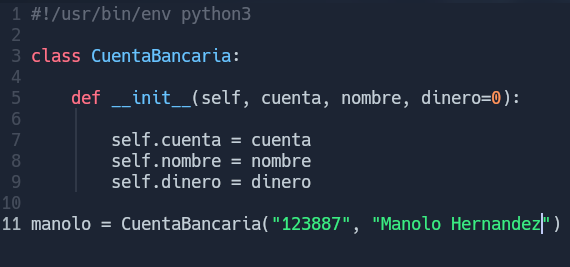 1 #!/usr/bin/env python3
2
3 class CuentaBancaria:
4
5     def __init__(self, cuenta, nombre, dinero=0):
6
7         self.cuenta = cuenta
8         self.nombre = nombre
9         self.dinero = dinero
10
11 manolo = CuentaBancaria("123887", "Manolo Hernandez")